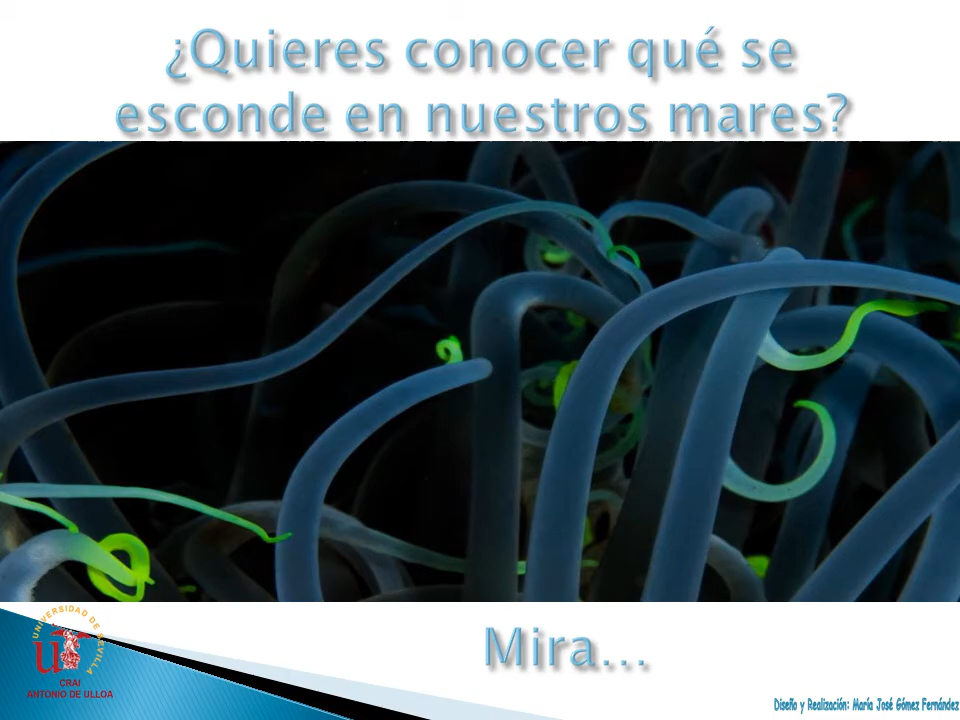 ¿Quieres conocer qué se
esconde en nuestros mares?
UNIVERSIDAD DE SEVILLA
us
CRAI
ANTONIO DE ULLOA
Mira...
Diseño y Realización: María José Gómez Fernández